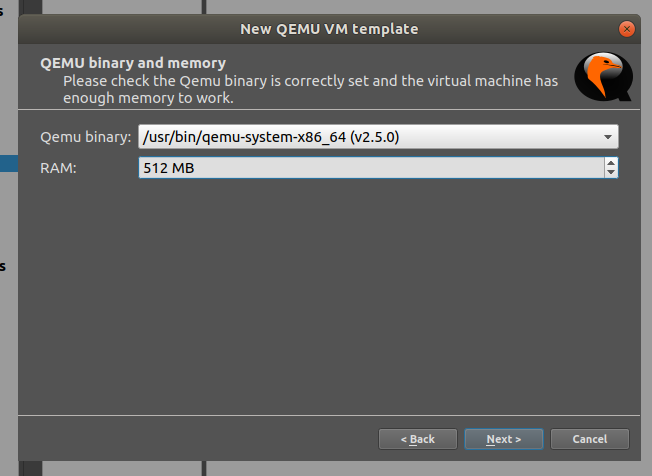 s
New QEMU VM template
QEMU binary and memory
Please check the Qemu binary is correctly set and the virtual machine has
enough memory to work.
Qemu binary: /usr/bin/qemu-system-x86_64 (v2.5.0)
RAM: 512 MB
s
< Back Next > Cancel